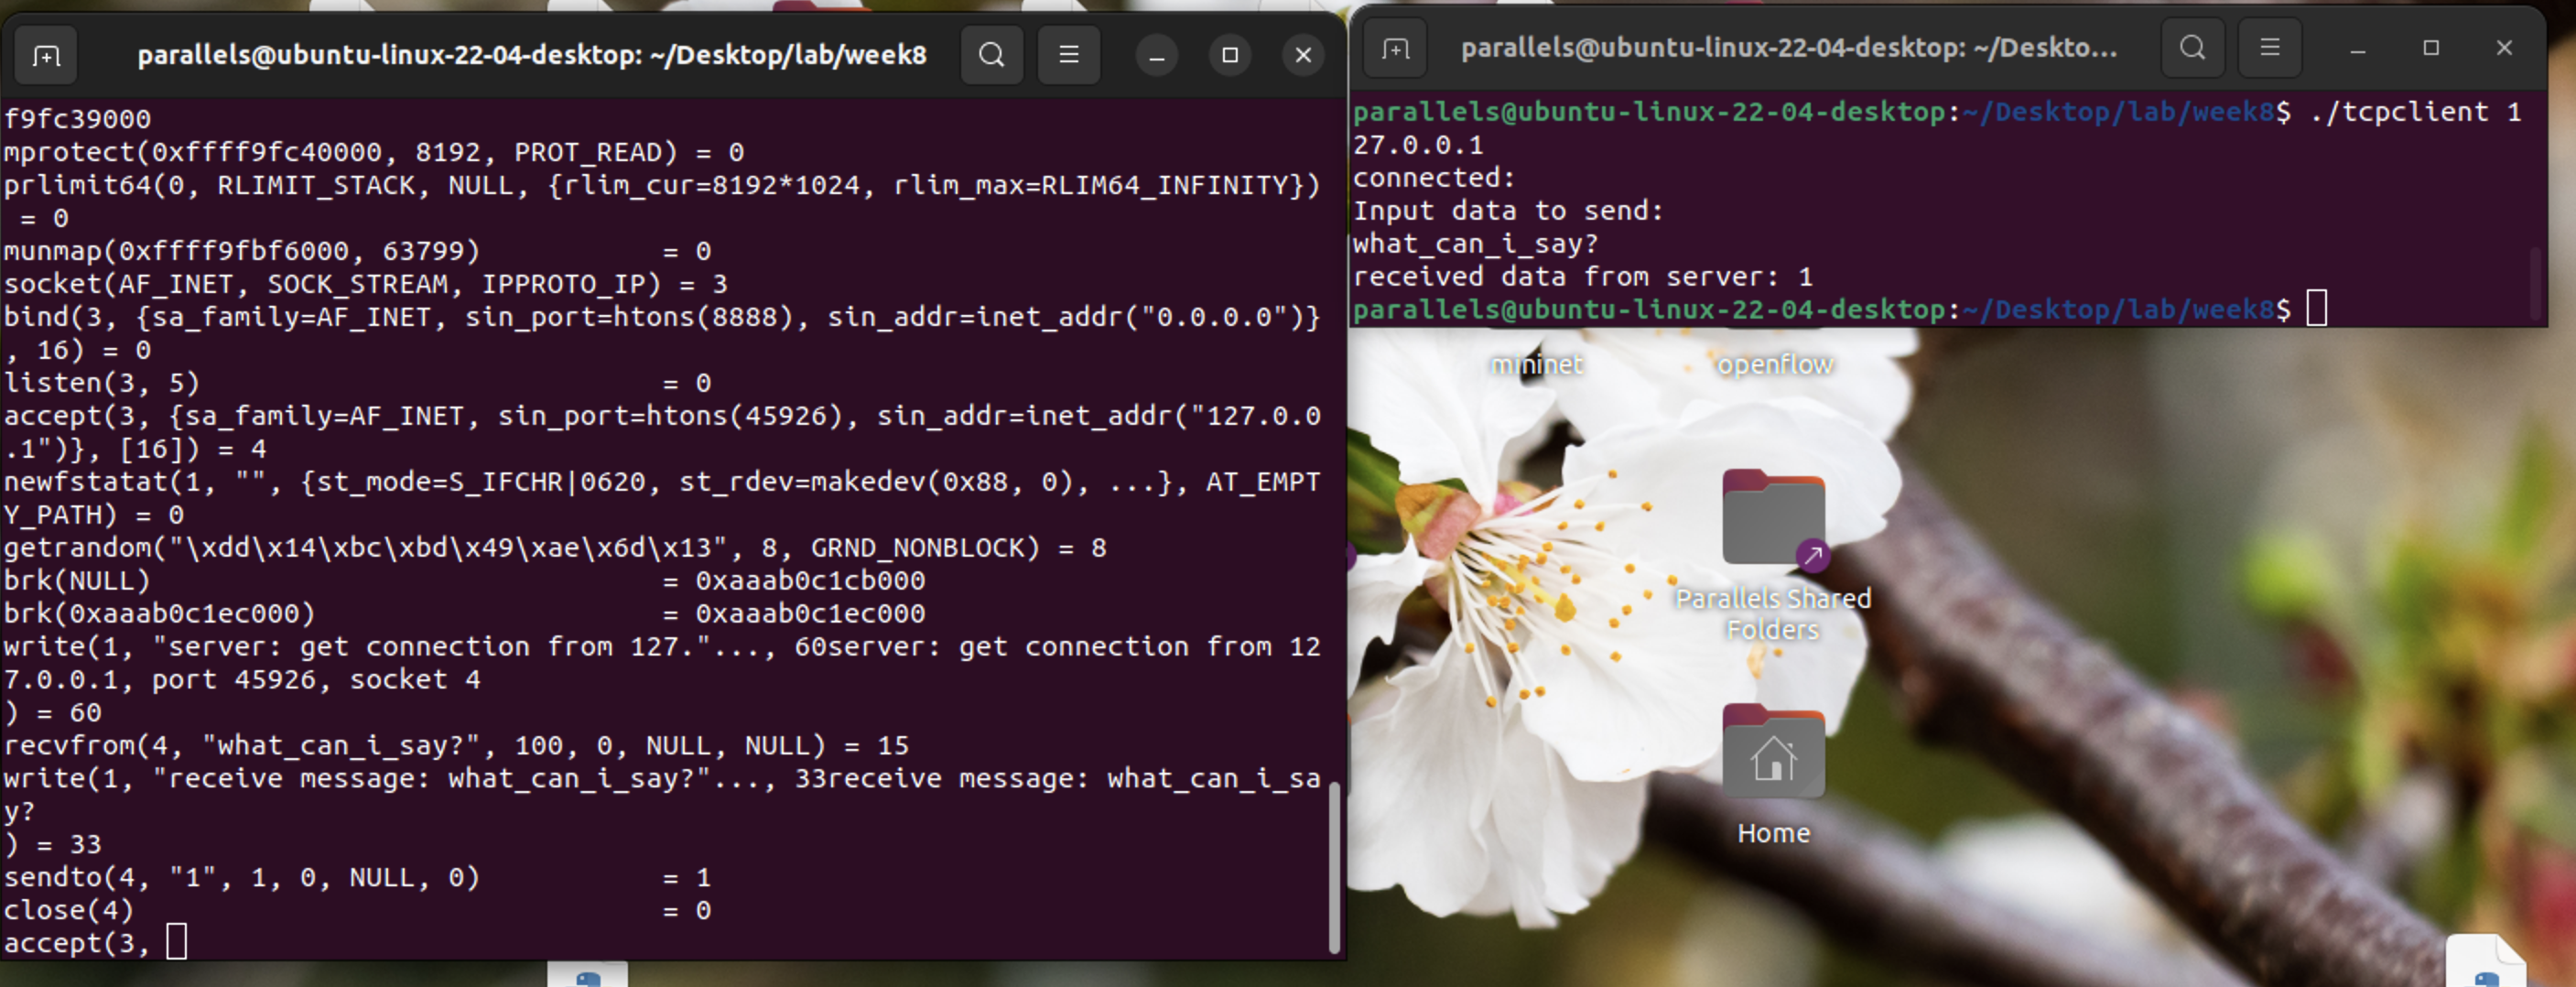 parallels@ubuntu-linux-22-04-desktop: ~/Desktop/lab/week8
f9fc39000
mprotect(0xffff9fc40000, 8192, PROT_READ) = 0
prlimit64(0, RLIMIT_STACK, NULL, {rlim_cur=8192*1024, rlim_max=RLIM64_INFINITY})
 = 0
munmap(0xffff9fbf6000, 63799)           = 0
socket(AF_INET, SOCK_STREAM, IPPROTO_IP) = 3
bind(3, {sa_family=AF_INET, sin_port=htons(8888), sin_addr=inet_addr("0.0.0.0")}
, 16) = 0
listen(3, 5)                            = 0
accept(3, {sa_family=AF_INET, sin_port=htons(45926), sin_addr=inet_addr("127.0.0
.1")}, [16]) = 4
newfstatat(1, "", {st_mode=S_IFCHR|0620, st_rdev=makedev(0x88, 0), ...}, AT_EMPT
Y_PATH) = 0
getrandom("\xdd\x14\xbc\xbd\x49\xae\x6d\x13", 8, GRND_NONBLOCK) = 8
brk(NULL)                               = 0xaaab0c1cb000
brk(0xaaab0c1ec000)                     = 0xaaab0c1ec000
write(1, "server: get connection from 127."..., 60server: get connection from 12
7.0.0.1, port 45926, socket 4
) = 60
recvfrom(4, "what_can_i_say?", 100, 0, NULL, NULL) = 15
write(1, "receive message: what_can_i_say?"..., 33receive message: what_can_i_sa
y?
) = 33
sendto(4, "1", 1, 0, NULL, 0)           = 1
close(4)                                = 0
accept(3,
parallels@ubuntu-linux-22-04-desktop: ~/Deskto...
parallels@ubuntu-linux-22-04-desktop:~/Desktop/lab/week8$ ./tcpclient 1
27.0.0.1
connected:
Input data to send:
what_can_i_say?
received data from server: 1
parallels@ubuntu-linux-22-04-desktop:~/Desktop/lab/week8$
mininet
openflow
Parallels Shared
Folders
Home